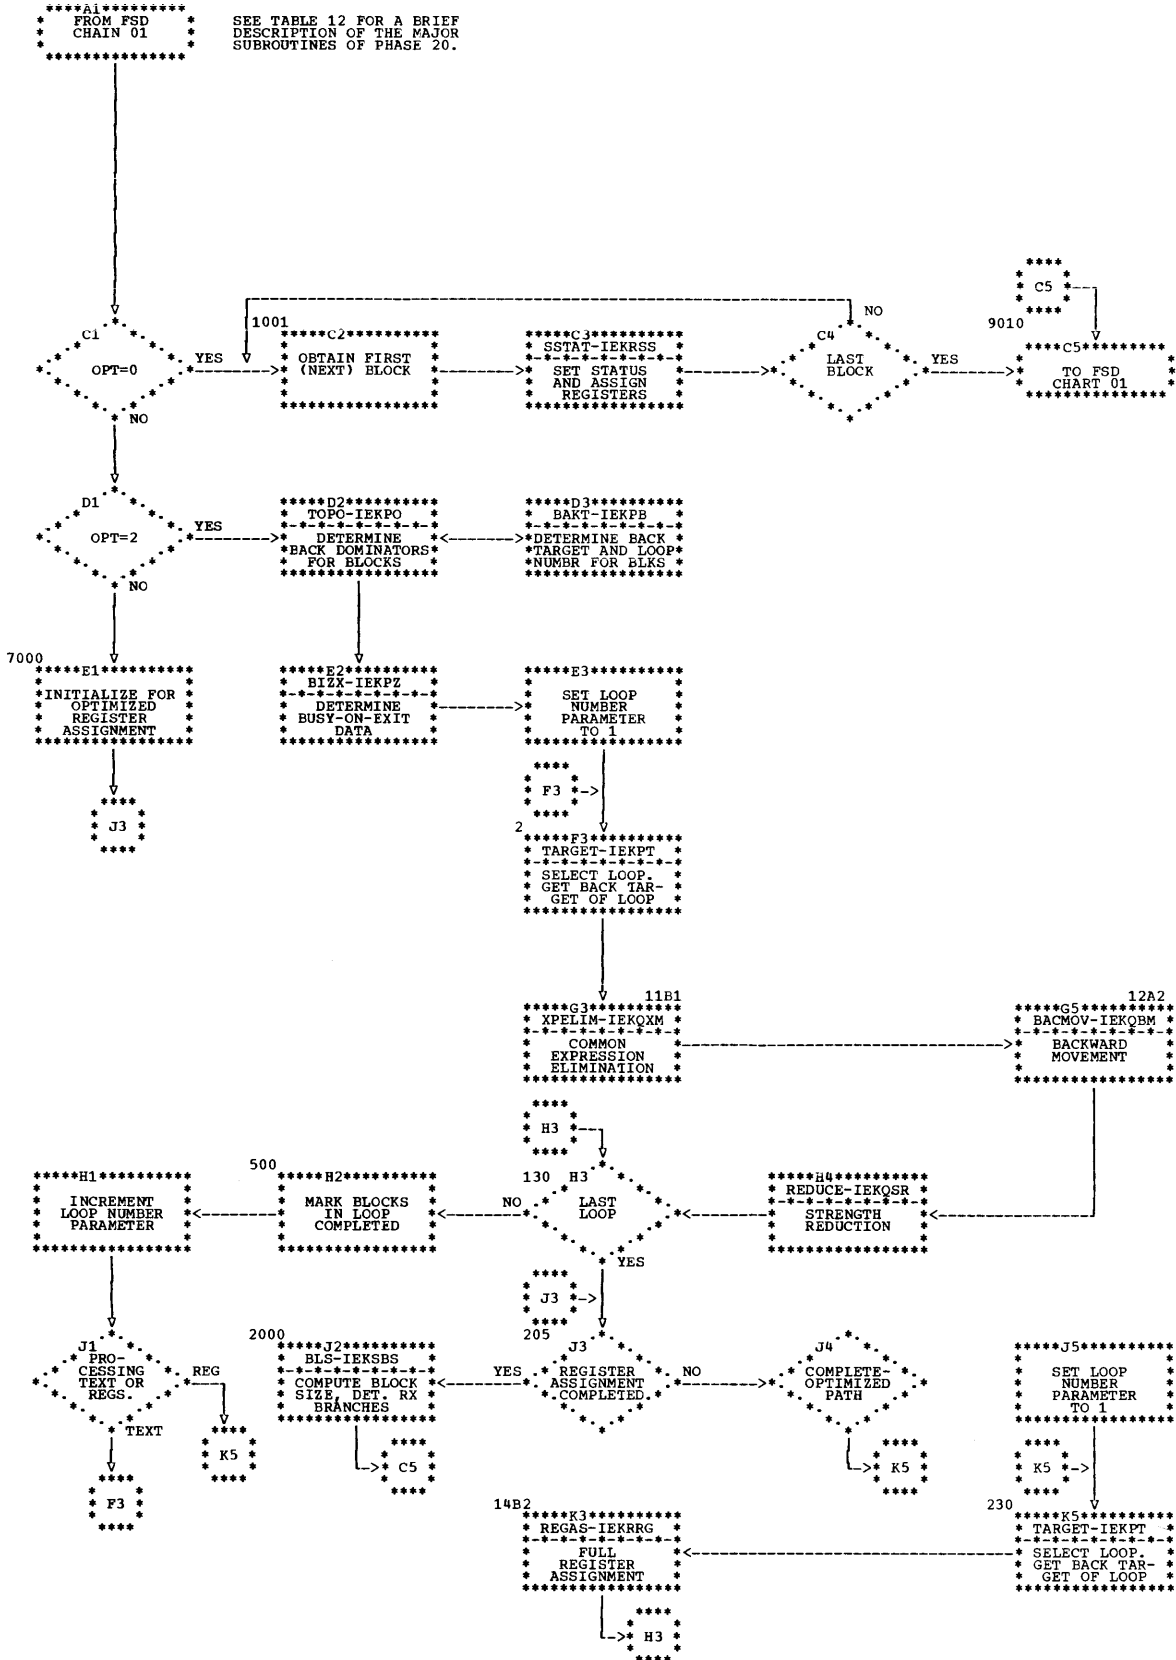 A1
FROM FSD
CHAIN 01
SEE TABLE 12 FOR A BRIEF
DESCRIPTION OF THE MAJOR
SUBROUTINES OF PHASE 20.
C5
NO
C1
OPT=0
YES
NO
1001
C2
OBTAIN FIRST
(NEXT) BLOCK
C3
SSTAT-IEKRSS
SET STATUS
AND ASSIGN
REGISTERS
C4
LAST
BLOCK
YES
9010
C5
TO FSD
CHART 01
D1
OPT=2
YES
NO
D2
TOPO-IEKPO
DETERMINE
BACK DOMINATORS
FOR BLOCKS
D3
BAKT-IEKPB
DETERMINE BACK
TARGET AND LOOP
NUMBR FOR BLKS
7000
E1
INITIALIZE FOR
OPTIMIZED
REGISTER
ASSIGNMENT
E2
BIZX-IEKPZ
DETERMINE
BUSY-ON-EXIT
DATA
E3
SET LOOP
NUMBER
PARAMETER
TO 1
J3
F3
2
F3
TARGET-IEKPT
SELECT LOOP.
GET BACK TAR-
GET OF LOOP
11B1
G3
XPELIM-IEKQXM
COMMON
EXPRESSION
ELIMINATION
12A2
G5
BACMOV-IEKQBM
BACKWARD
MOVEMENT
H3
H1
INCREMENT
LOOP NUMBER
PARAMETER
500
H2
MARK BLOCKS
IN LOOP
COMPLETED
130
H3
LAST
LOOP
NO
YES
H4
REDUCE-IEKQSR
STRENGTH
REDUCTION
J3
J1
PRO-
CESSING
TEXT OR
REGS.
REG
TEXT
2000
J2
BLS-IEKSBS
COMPUTE BLOCK
SIZE, DET. RX
BRANCHES
205
J3
REGISTER
ASSIGNMENT
COMPLETED
YES
NO
J4
COMPLETE-
OPTIMIZED
PATH
J5
SET LOOP
NUMBER
PARAMETER
TO 1
K5
C5
K5
K5
F3
14B2
K3
REGAS-IEKRRG
FULL
REGISTER
ASSIGNMENT
230
K5
TARGET-IEKPT
SELECT LOOP.
GET BACK TAR-
GET OF LOOP
H3